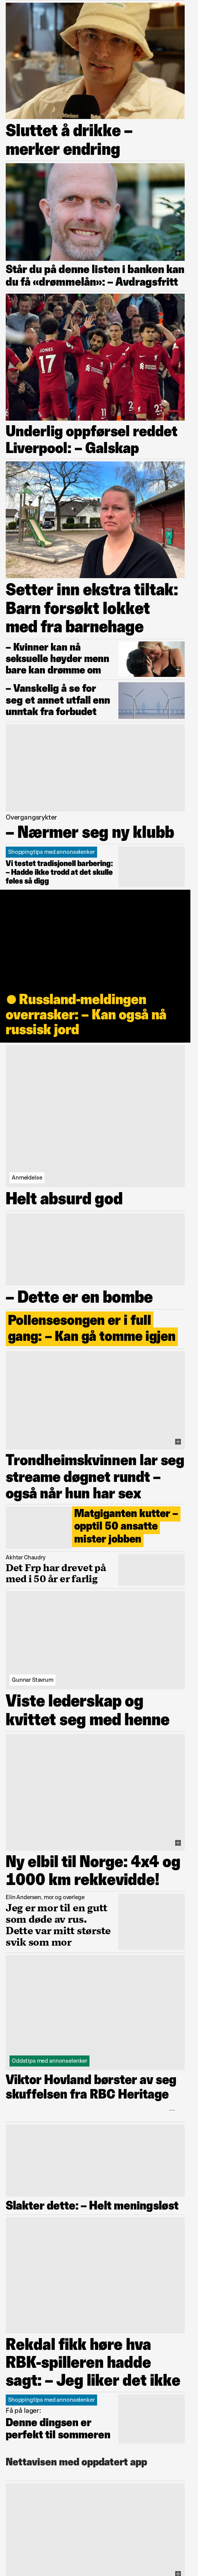 Sluttet å drikke –
merker endring
Står du på denne listen i banken kan
du få «drømmelån»: – Avdragsfritt
JONES
17
Underlig oppførsel reddet
Liverpool: – Galskap
Setter inn ekstra tiltak:
Barn forsøkt lokket
med fra barnehage
– Kvinner kan nå
seksuelle høyder menn
bare kan drømme om
– Vanskelig å se for
seg et annet utfall enn
unntak fra forbudet
Overgangsrykter
– Nærmer seg ny klubb
Shoppingtips med annonselenker
Vi testet tradisjonell barbering:
– Hadde ikke trodd at det skulle
føles så digg
Russland-meldingen
overrasker: – Kan også nå
russisk jord
Anmeldelse
Helt absurd god
– Dette er en bombe
Pollensesongen er i full
gang: – Kan gå tomme igjen
Trondheimskvinnen lar seg
streame døgnet rundt –
også når hun har sex
Matgiganten kutter –
opptil 50 ansatte
mister jobben
Akhtar Chaudry
Det Frp har drevet på
med i 50 år er farlig
Gunnar Stavrum
Viste lederskap og
kvittet seg med henne
Ny elbil til Norge: 4x4 og
1000 km rekkevidde!
Elin Andersen, mor og overlege
Jeg er mor til en gutt
som døde av rus.
Dette var mitt største
svik som mor
Oddstips med annonselenker
Viktor Hovland børster av seg
skuffelsen fra RBC Heritage
Slakter dette: – Helt meningsløst
Rekdal fikk høre hva
RBK-spilleren hadde
sagt: – Jeg liker det ikke
Shoppingtips med annonselenker
Få på lager:
Denne dingsen er
perfekt til sommeren
Nettavisen med oppdatert app